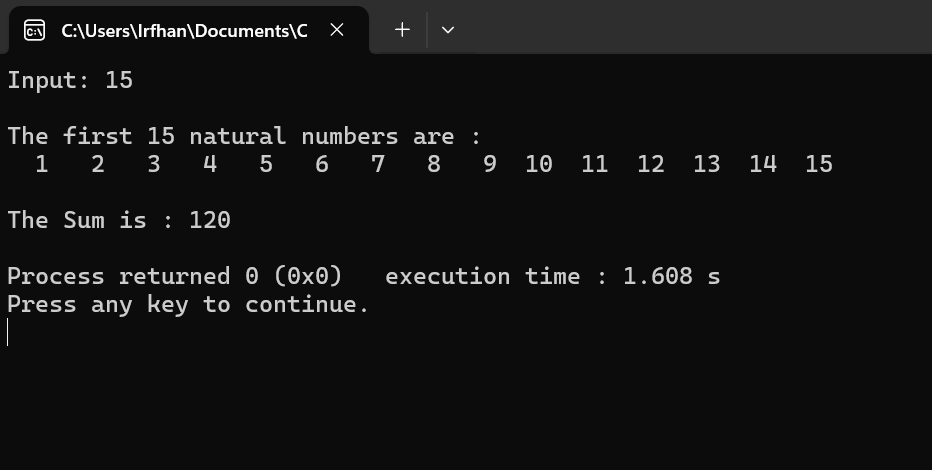 C:\Users\Irfhan\Documents\C
Input: 15
The first 15 natural numbers are :
1 2 3 4 5 6 7 8 9 10 11 12 13 14 15
The Sum is : 120
Process returned 0 (0x0) execution time : 1.608 s
Press any key to continue.